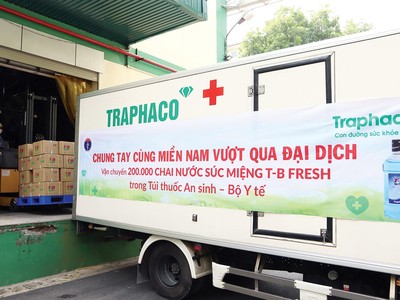 TRAPHACO
Traphaco
Con đường sức khỏe
CHUNG TAY CÙNG MIỀN NAM VƯỢT QUA ĐẠI DỊCH
Vận chuyển 200.000 CHAI NƯỚC SÚC MIỆNG T-B FRESH
trong Túi thuốc An sinh – Bộ Y tế